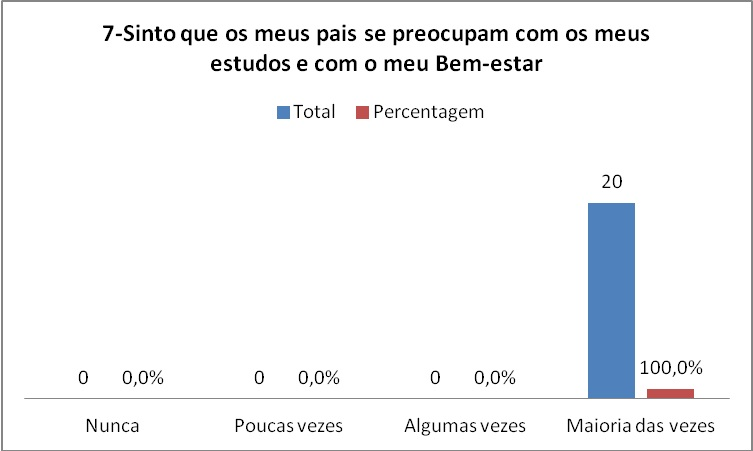 7-Sinto que os meus pais se preocupam com os meus
estudos e com o meu Bem-estar
Total Percentagem
20
100,0%
0 0,0% 0 0,0% 0 0,0%
Nunca Poucas vezes Algumas vezes Maioria das vezes